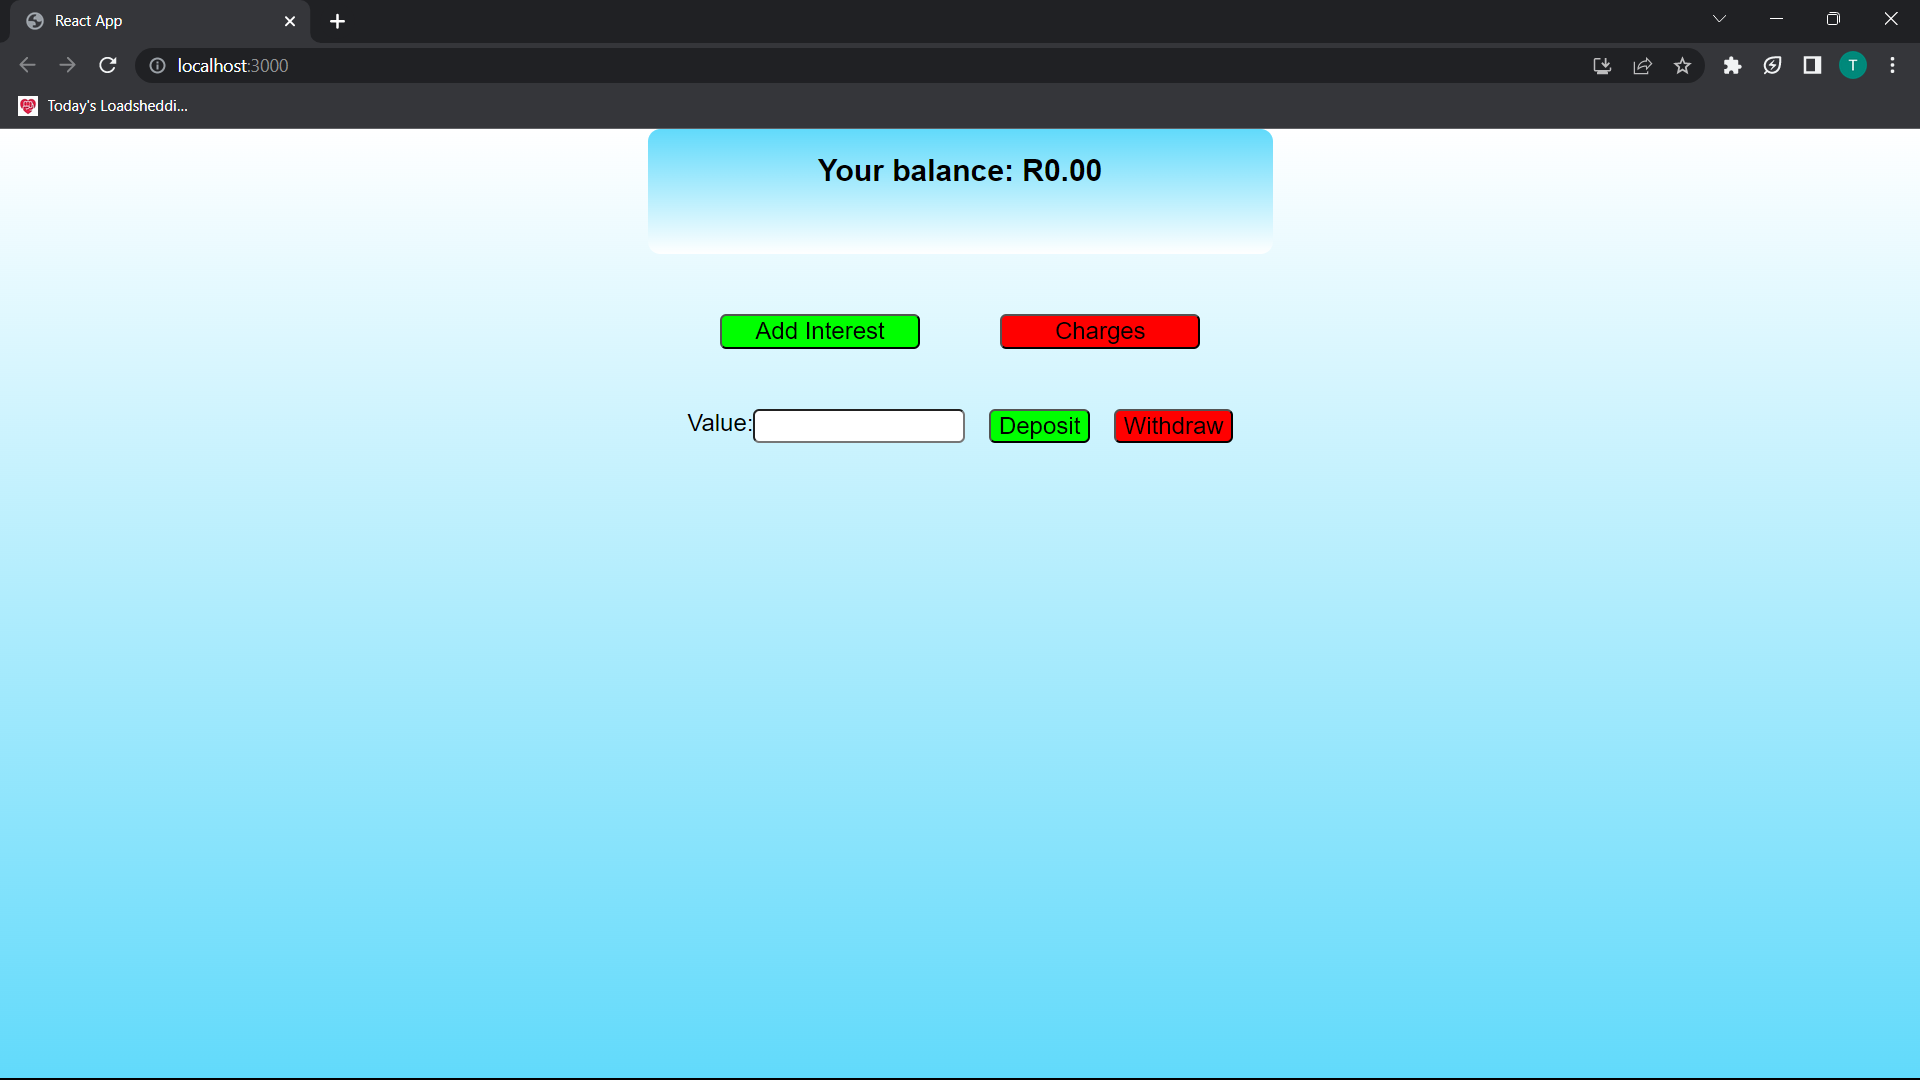 React App
localhost:3000
T
Today's Loadsheddi...
Your balance: R0.00
Add Interest
Charges
Value:
Deposit
Withdraw